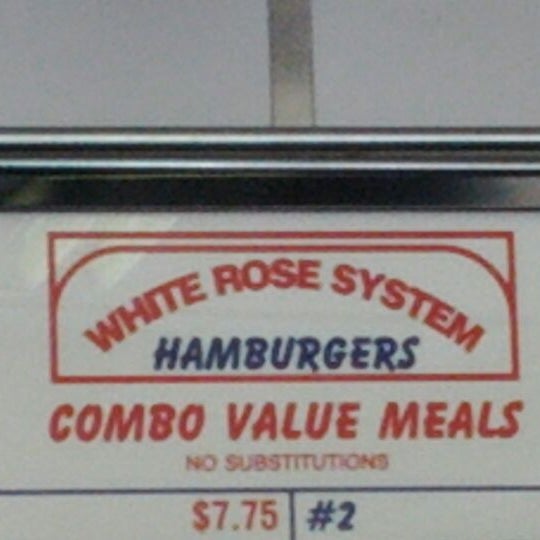 WHITE ROSE SYSTEM
HAMBURGERS
COMBO VALUE MEALS
NO SUBSTITUTIONS
$7.75 #2